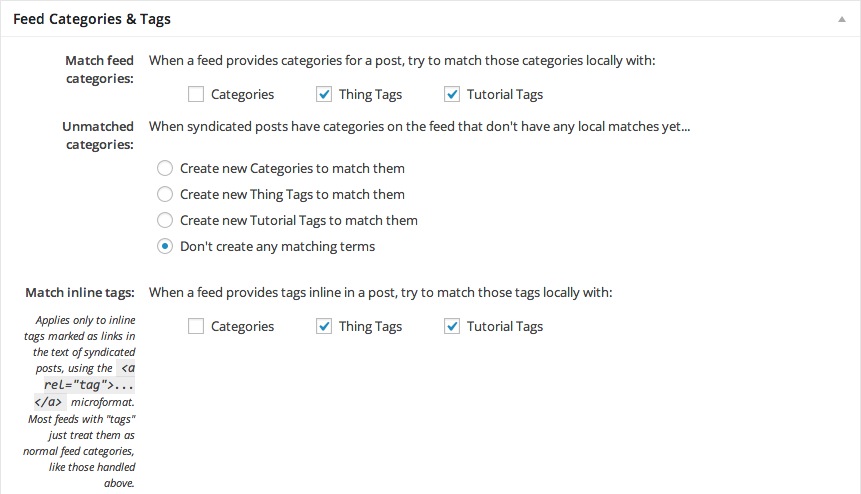 Feed Categories & Tags
Match feed categories:
When a feed provides categories for a post, try to match those categories locally with:
Categories Thing Tags Tutorial Tags
Unmatched categories:
When syndicated posts have categories on the feed that don't have any local matches yet...
Create new Categories to match them
Create new Thing Tags to match them
Create new Tutorial Tags to match them
Don't create any matching terms
Match inline tags:
When a feed provides tags inline in a post, try to match those tags locally with:
Categories Thing Tags Tutorial Tags
Applies only to inline
tags marked as links in
the text of syndicated
posts, using the <a
rel="tag">...
</a> microformat.
Most feeds with "tags"
just treat them as
normal feed categories,
like those handled
above.